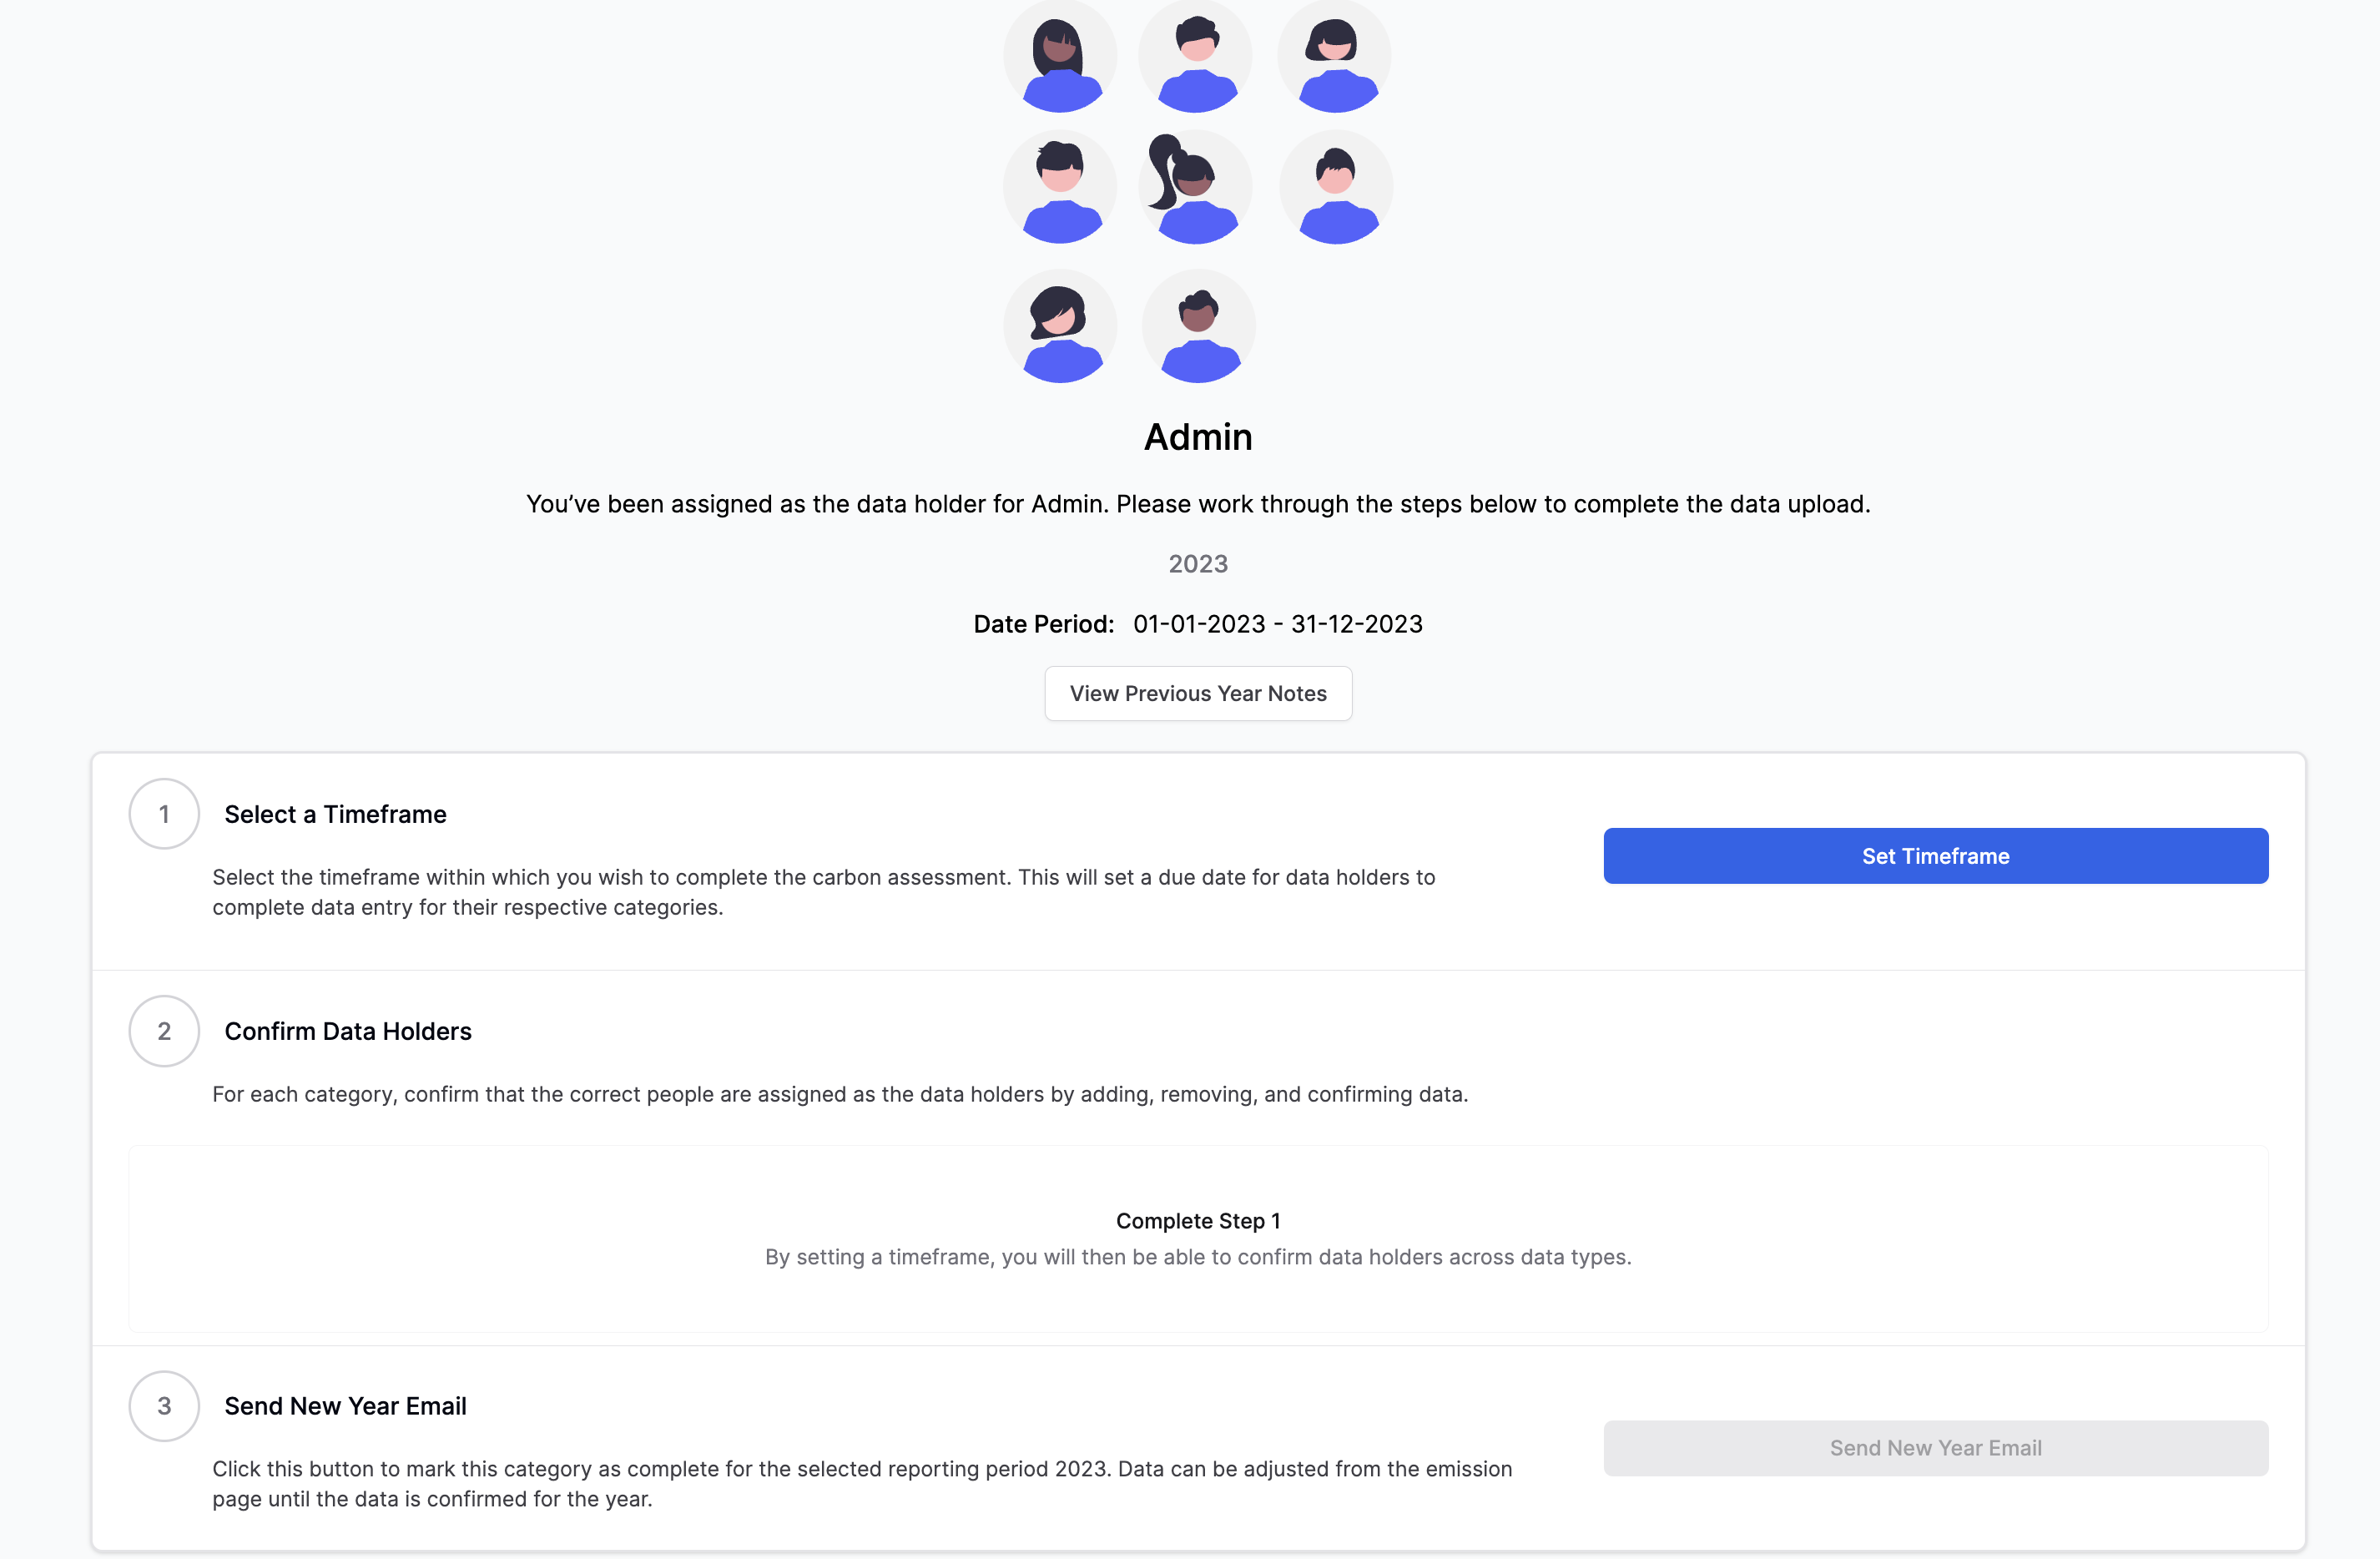 Admin
You’ve been assigned as the data holder for Admin. Please work through the steps below to complete the data upload.
2023
Date Period: 01-01-2023 - 31-12-2023
View Previous Year Notes
1
Select a Timeframe
Select the timeframe within which you wish to complete the carbon assessment. This will set a due date for data holders to
complete data entry for their respective categories.
Set Timeframe
2
Confirm Data Holders
For each category, confirm that the correct people are assigned as the data holders by adding, removing, and confirming data.
Complete Step 1
By setting a timeframe, you will then be able to confirm data holders across data types.
3
Send New Year Email
Click this button to mark this category as complete for the selected reporting period 2023. Data can be adjusted from the emission
page until the data is confirmed for the year.
Send New Year Email